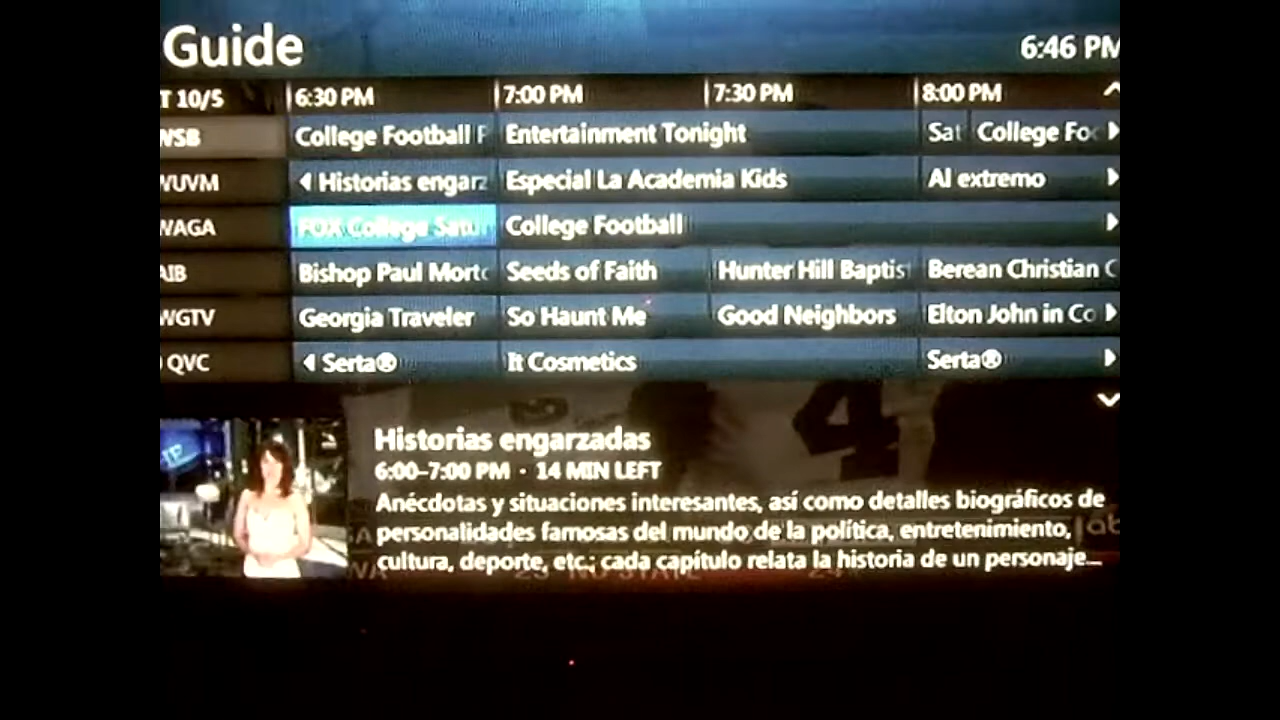 Guide 6:46 PM
T 10/5 6:30 PM 7:00 PM 7:30 PM 8:00 PM
WSB College Football Entertainment Tonight Sat College Fo
WUVM Historias engarz Especial La Academia Kids Al extremo
WAGA FOX College Satu College Football
AIB Bishop Paul Morto Seeds of Faith Hunter Hill Baptis Berean Christian C
WGTV Georgia Traveler So Haunt Me Good Neighbors Elton John in Co
QVC Serta® It Cosmetics Serta®
Historias engarzadas
6:00–7:00 PM · 14 MIN LEFT
Anécdotas y situaciones interesantes, así como detalles biográficos de
personalidades famosas del mundo de la política, entretenimiento,
cultura, deporte, etc.; cada capítulo relata la historia de un personaje...